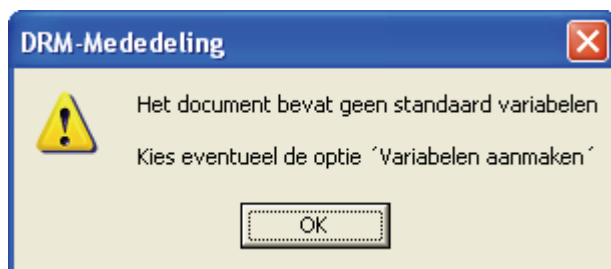 DRM-Mededeling
Het document bevat geen standaard variabelen
Kies eventueel de optie ´Variabelen aanmaken´
OK